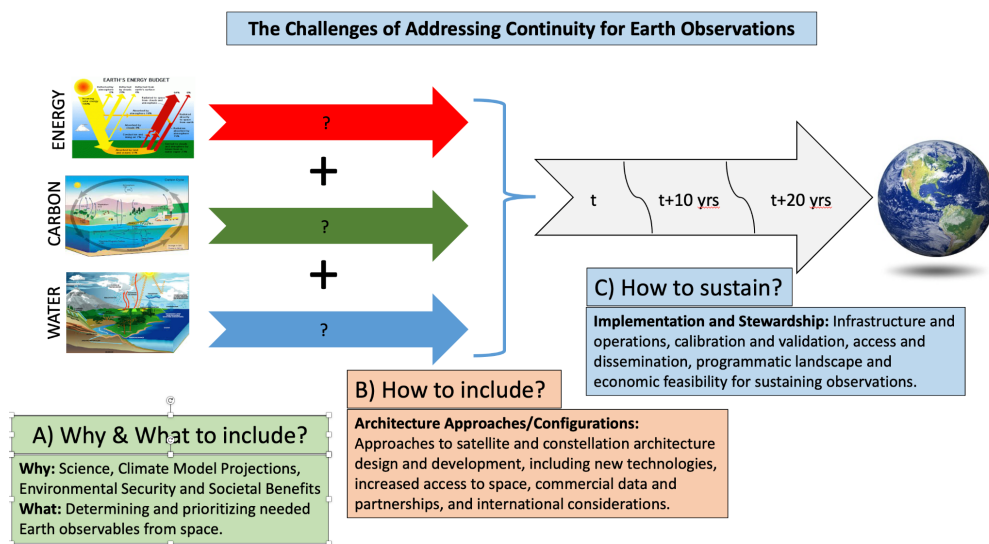 The Challenges of Addressing Continuity for Earth Observations
EARTH'S ENERGY BUDGET
ENERGY
?
+
CARBON
?
+
WATER
?
t
t+10 yrs
t+20 yrs
C) How to sustain?
Implementation and Stewardship: Infrastructure and
operations, calibration and validation, access and
dissemination, programmatic landscape and
economic feasibility for sustaining observations.
B) How to include?
Architecture Approaches/Configurations:
Approaches to satellite and constellation architecture
design and development, including new technologies,
increased access to space, commercial data and
partnerships, and international considerations.
A) Why & What to include?
Why: Science, Climate Model Projections,
Environmental Security and Societal Benefits
What: Determining and prioritizing needed
Earth observables from space.